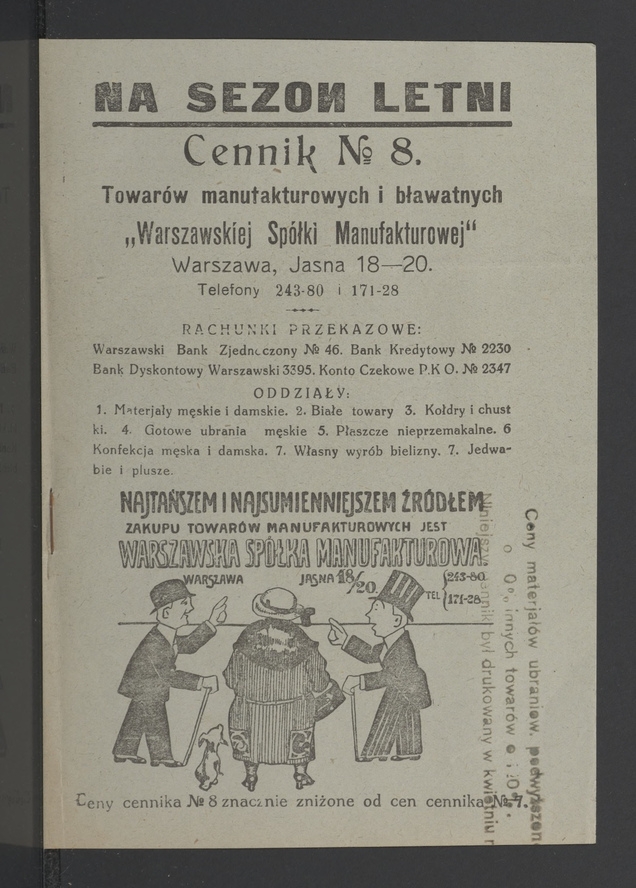 NA SEZON LETNI
Cennik № 8.
Towarów manufakturowych i bławatnych
„Warszawskiej Spółki Manufakturowej“
Warszawa, Jasna 18—20.
Telefony 243-80 i 171-28
RACHUNKI PRZEKAZOWE:
Warszawski Bank Zjednoczony № 46. Bank Kredytowy № 2230
Bank Dyskontowy Warszawski 3395. Konto Czekowe P.K O. № 2347
ODDZIAŁY:
1. Materjały męskie i damskie. 2. Białe towary 3. Kołdry i chust
ki. 4. Gotowe ubrania męskie 5. Płaszcze nieprzemakalne. 6
Konfekcja męska i damska. 7. Własny wyrób bielizny. 7. Jedwa-
bie i plusze.
NAJTAŃSZEM I NAJSUMIENNIEJSZEM ŹRÓDŁEM
ZAKUPU TOWARÓW MANUFAKTUROWYCH JEST
WARSZAWSKA SPÓŁKA MANUFAKTUROWA
WARSZAWA JASNA 18/20 TEL 243-80 171-28
Ceny cennika № 8 znacznie zniżone od cen cennika № 7.
Niniejszy cennik był drukowany w kwietniu r
Ceny materjałów ubraniow. podwyższon
innych towarów o